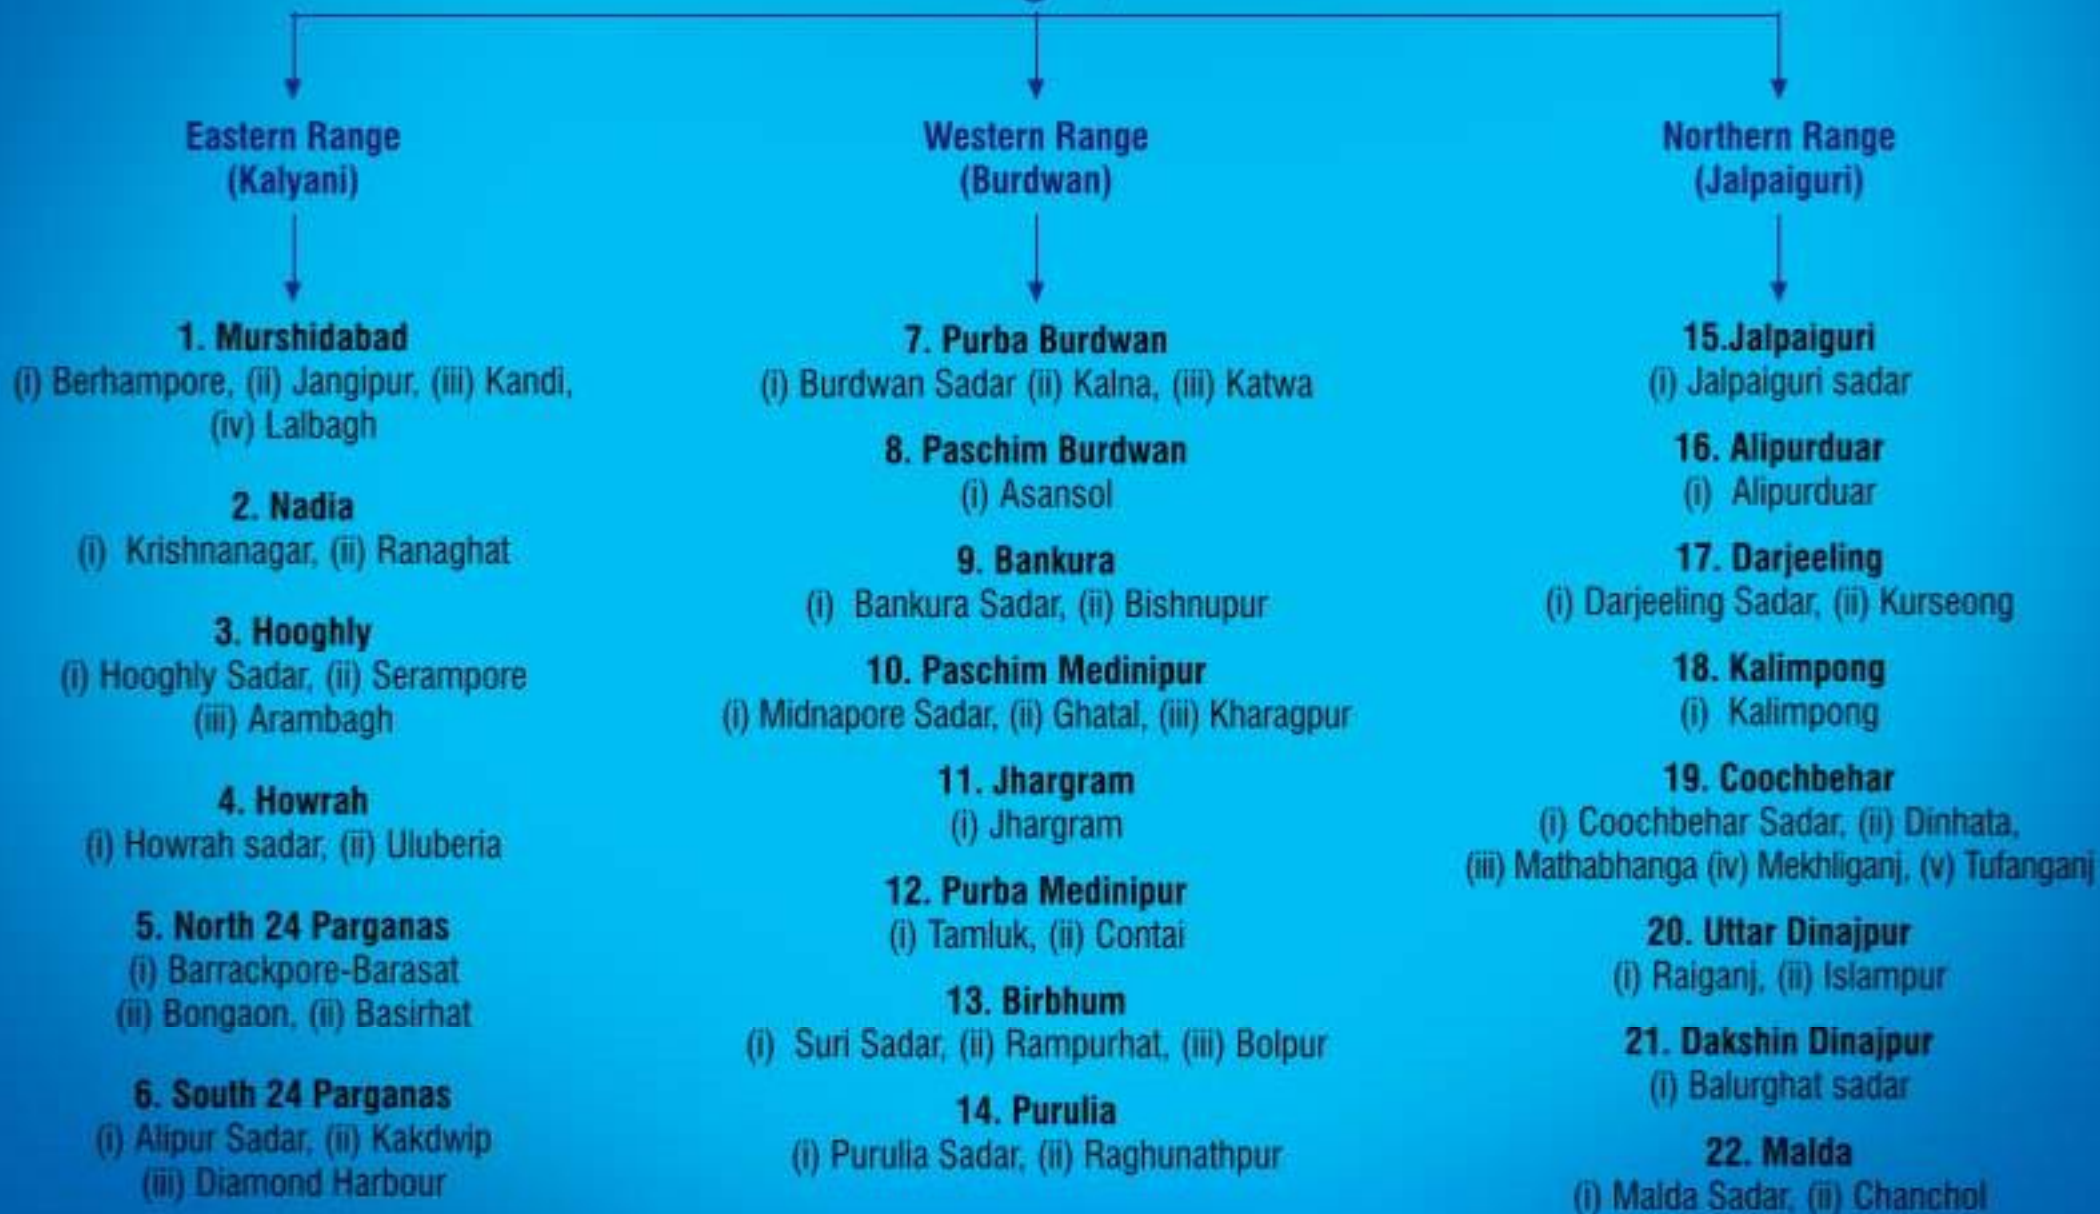 Eastern Range
(Kalyani)
1. Murshidabad
(i) Berhampore, (ii) Jangipur, (iii) Kandi,
(iv) Lalbagh
2. Nadia
(i) Krishnanagar, (ii) Ranaghat
3. Hooghly
(i) Hooghly Sadar, (ii) Serampore
(iii) Arambagh
4. Howrah
(i) Howrah sadar, (ii) Uluberia
5. North 24 Parganas
(i) Barrackpore-Barasat
(ii) Bongaon, (ii) Basirhat
6. South 24 Parganas
(i) Alipur Sadar, (ii) Kakdwip
(iii) Diamond Harbour
Western Range
(Burdwan)
7. Purba Burdwan
(i) Burdwan Sadar (ii) Kalna, (iii) Katwa
8. Paschim Burdwan
(i) Asansol
9. Bankura
(i) Bankura Sadar, (ii) Bishnupur
10. Paschim Medinipur
(i) Midnapore Sadar, (ii) Ghatal, (iii) Kharagpur
11. Jhargram
(i) Jhargram
12. Purba Medinipur
(i) Tamluk, (ii) Contai
13. Birbhum
(i) Suri Sadar, (ii) Rampurhat, (iii) Bolpur
14. Purulia
(i) Purulia Sadar, (ii) Raghunathpur
Northern Range
(Jalpaiguri)
15.Jalpaiguri
(i) Jalpaiguri sadar
16. Alipurduar
(i) Alipurduar
17. Darjeeling
(i) Darjeeling Sadar, (ii) Kurseong
18. Kalimpong
(i) Kalimpong
19. Coochbehar
(i) Coochbehar Sadar, (ii) Dinhata,
(iii) Mathabhanga (iv) Mekhliganj, (v) Tufanganj
20. Uttar Dinajpur
(i) Raiganj, (ii) Islampur
21. Dakshin Dinajpur
(i) Balurghat sadar
22. Malda
(i) Malda Sadar, (ii) Chanchol